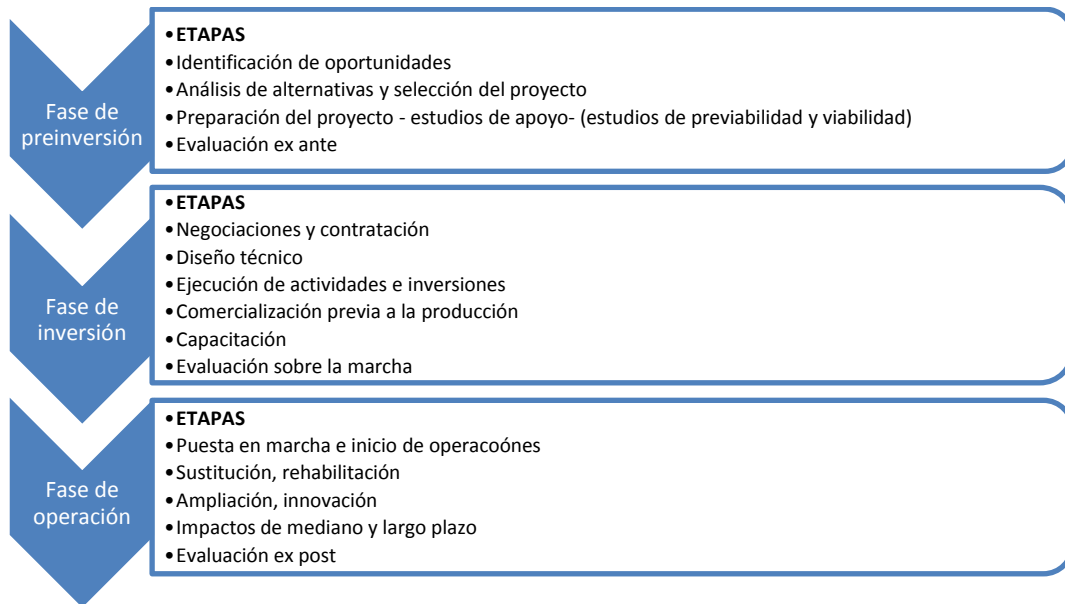 Fase de
preinversión
•ETAPAS
•Identificación de oportunidades
•Análisis de alternativas y selección del proyecto
•Preparación del proyecto - estudios de apoyo- (estudios de previabilidad y viabilidad)
•Evaluación ex ante
Fase de
inversión
•ETAPAS
•Negociaciones y contratación
•Diseño técnico
•Ejecución de actividades e inversiones
•Comercialización previa a la producción
•Capacitación
•Evaluación sobre la marcha
Fase de
operación
•ETAPAS
•Puesta en marcha e inicio de operacoónes
•Sustitución, rehabilitación
•Ampliación, innovación
•Impactos de mediano y largo plazo
•Evaluación ex post